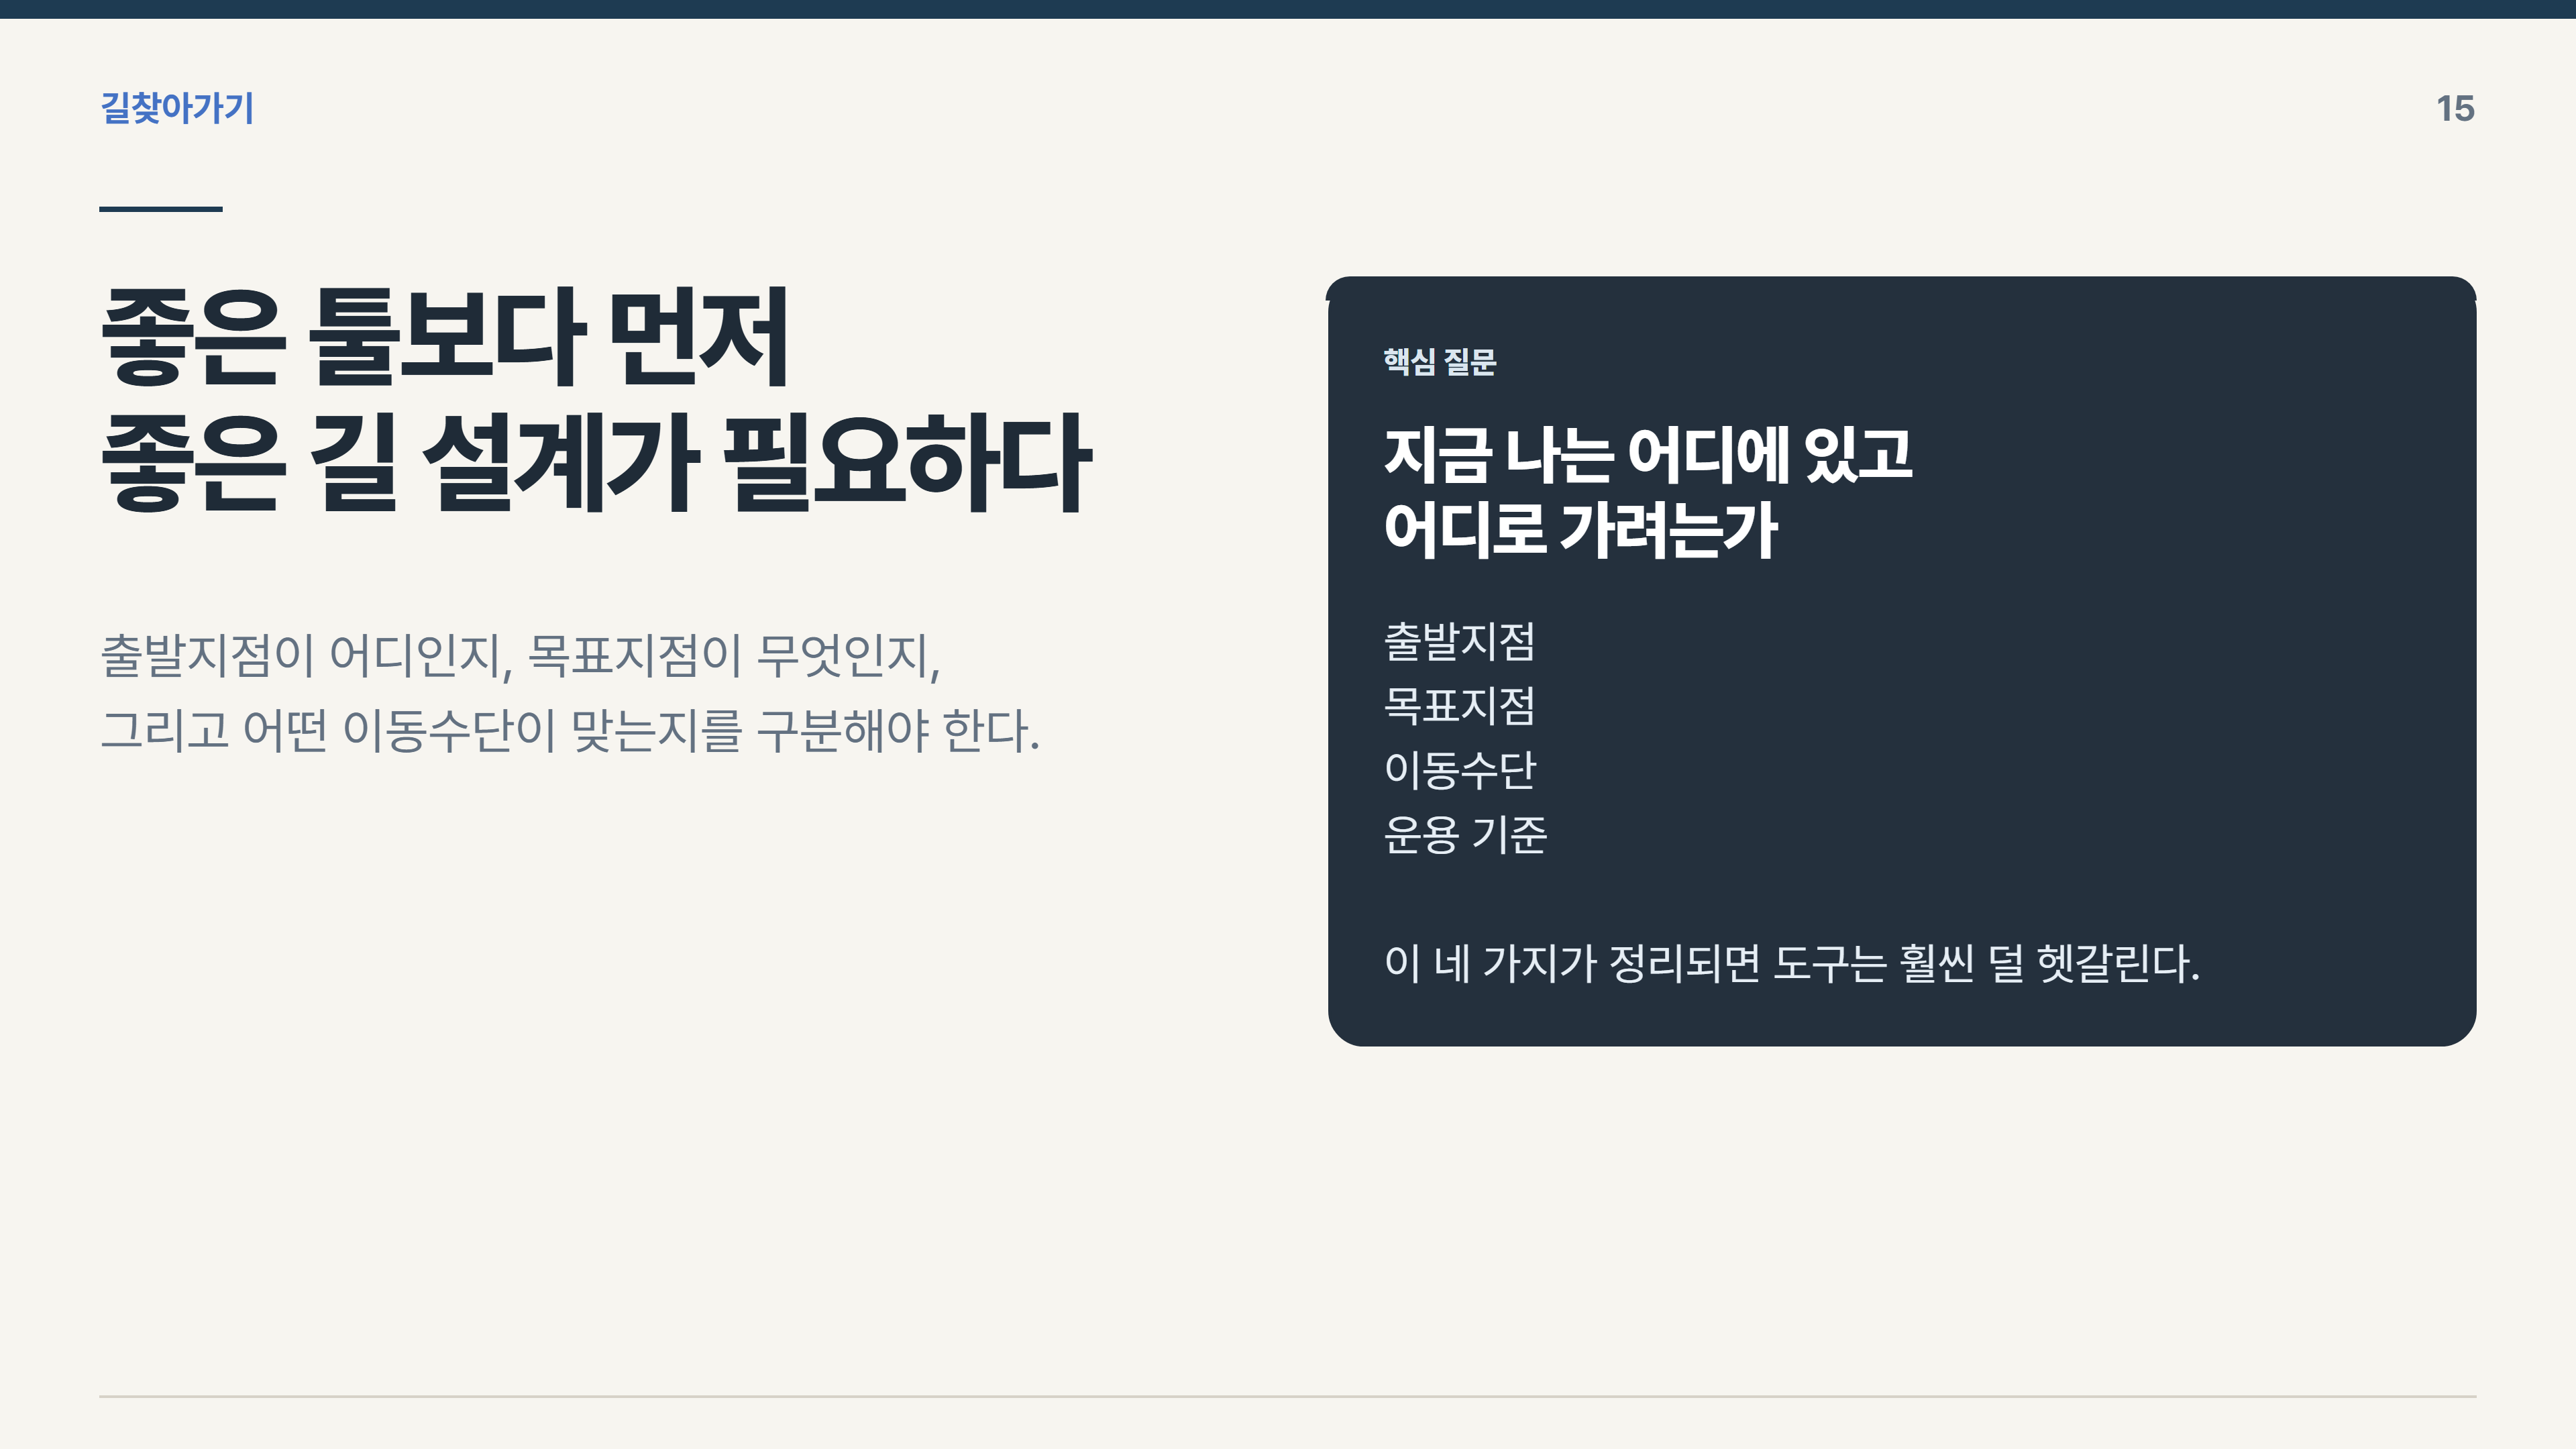 길찾아가기
15
좋은 툴보다 먼저
좋은 길 설계가 필요하다
출발지점이 어디인지, 목표지점이 무엇인지,
그리고 어떤 이동수단이 맞는지를 구분해야 한다.
핵심 질문
지금 나는 어디에 있고
어디로 가려는가
출발지점
목표지점
이동수단
운용 기준
이 네 가지가 정리되면 도구는 훨씬 덜 헷갈린다.